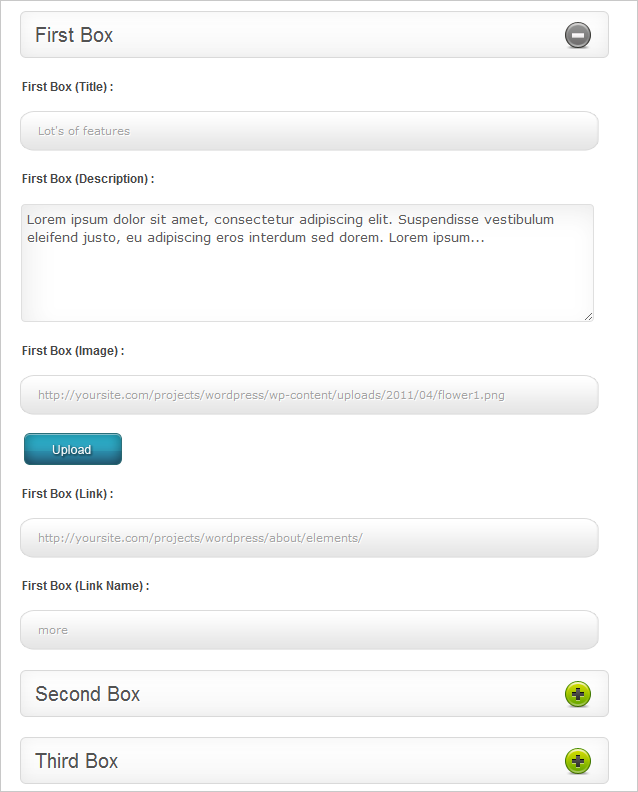 First Box
First Box (Title) :
Lot's of features
First Box (Description) :
Lorem ipsum dolor sit amet, consectetur adipiscing elit. Suspendisse vestibulum
eleifend justo, eu adipiscing eros interdum sed dorem. Lorem ipsum...
First Box (Image) :
http://yoursite.com/projects/wordpress/wp-content/uploads/2011/04/flower1.png
Upload
First Box (Link) :
http://yoursite.com/projects/wordpress/about/elements/
First Box (Link Name) :
more
Second Box
Third Box